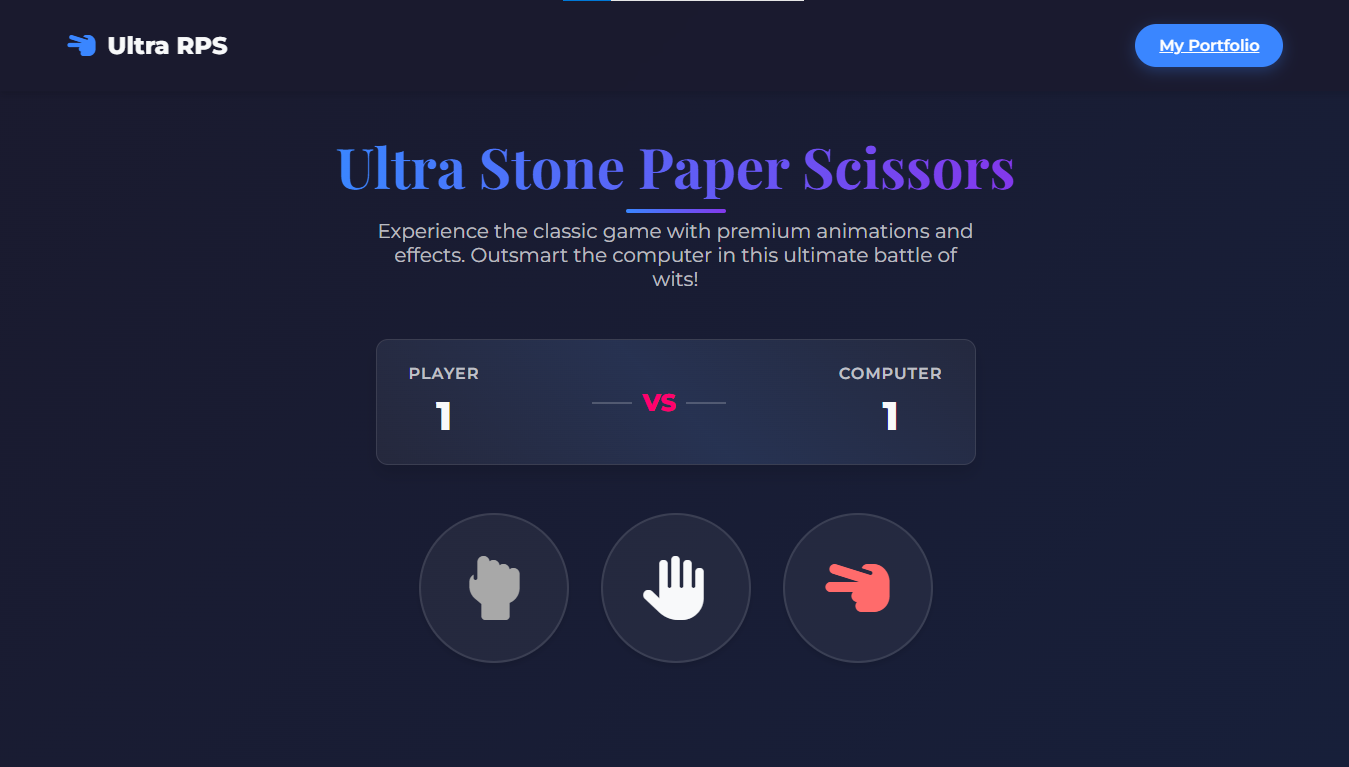 Ultra RPS
My Portfolio
Ultra Stone Paper Scissors
Experience the classic game with premium animations and
effects. Outsmart the computer in this ultimate battle of
wits!
PLAYER
COMPUTER
VS
1
1